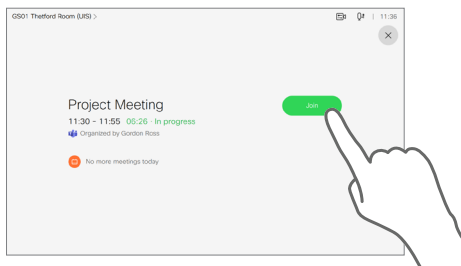 GS01 Thetford Room (UIS) >
11:36
Project Meeting
Join
11:30 - 11:55 06:26 · In progress
Organized by Gordon Ross
No more meetings today